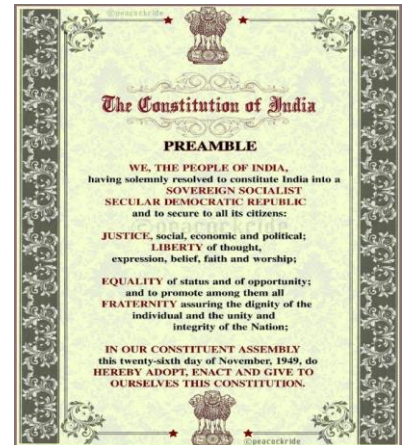 ©peacockride
The Constitution of India
PREAMBLE
WE, THE PEOPLE OF INDIA,
having solemnly resolved to constitute India into a
SOVEREIGN SOCIALIST
SECULAR DEMOCRATIC REPUBLIC
and to secure to all its citizens:
JUSTICE, social, economic and political;
LIBERTY of thought,
expression, belief, faith and worship;
EQUALITY of status and of opportunity;
and to promote among them all
FRATERNITY assuring the dignity of the
individual and the unity and
integrity of the Nation;
IN OUR CONSTITUENT ASSEMBLY
this twenty-sixth day of November, 1949, do
HEREBY ADOPT, ENACT AND GIVE TO
OURSELVES THIS CONSTITUTION.
©peacockride